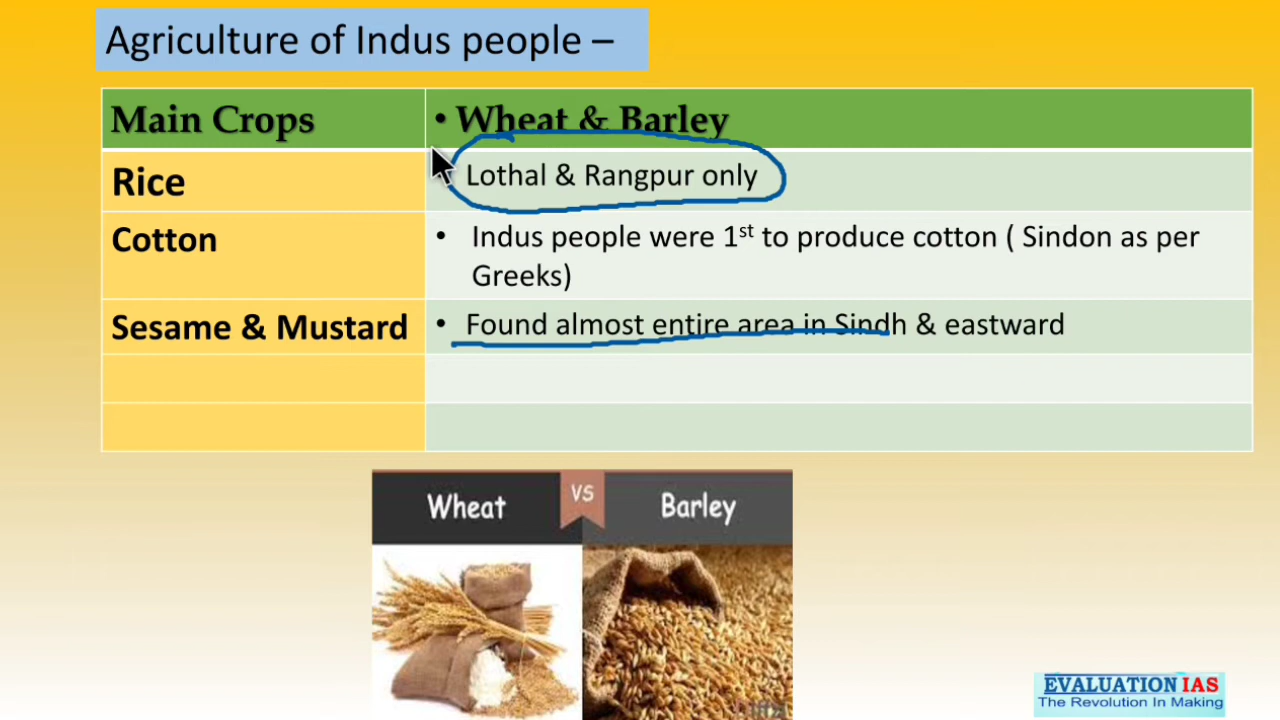 Agriculture of Indus people –
Main Crops
• Wheat & Barley
Rice
Lothal & Rangpur only
Cotton
• Indus people were 1st to produce cotton ( Sindon as per
Greeks)
Sesame & Mustard
• Found almost entire area in Sindh & eastward
Wheat
VS
Barley
EVALUATION IAS
The Revolution In Making